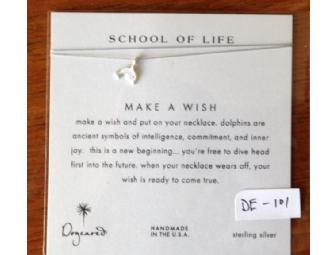 SCHOOL OF LIFE
MAKE A WISH
make a wish and put on your necklace. dolphins are
ancient symbols of intelligence, commitment, and inner
joy. this is a new beginning... you're free to dive head
first into the future. when your necklace wears off, your
wish is ready to come true.
DE-101
Dogeared
HANDMADE
IN THE U.S.A.
sterling silver